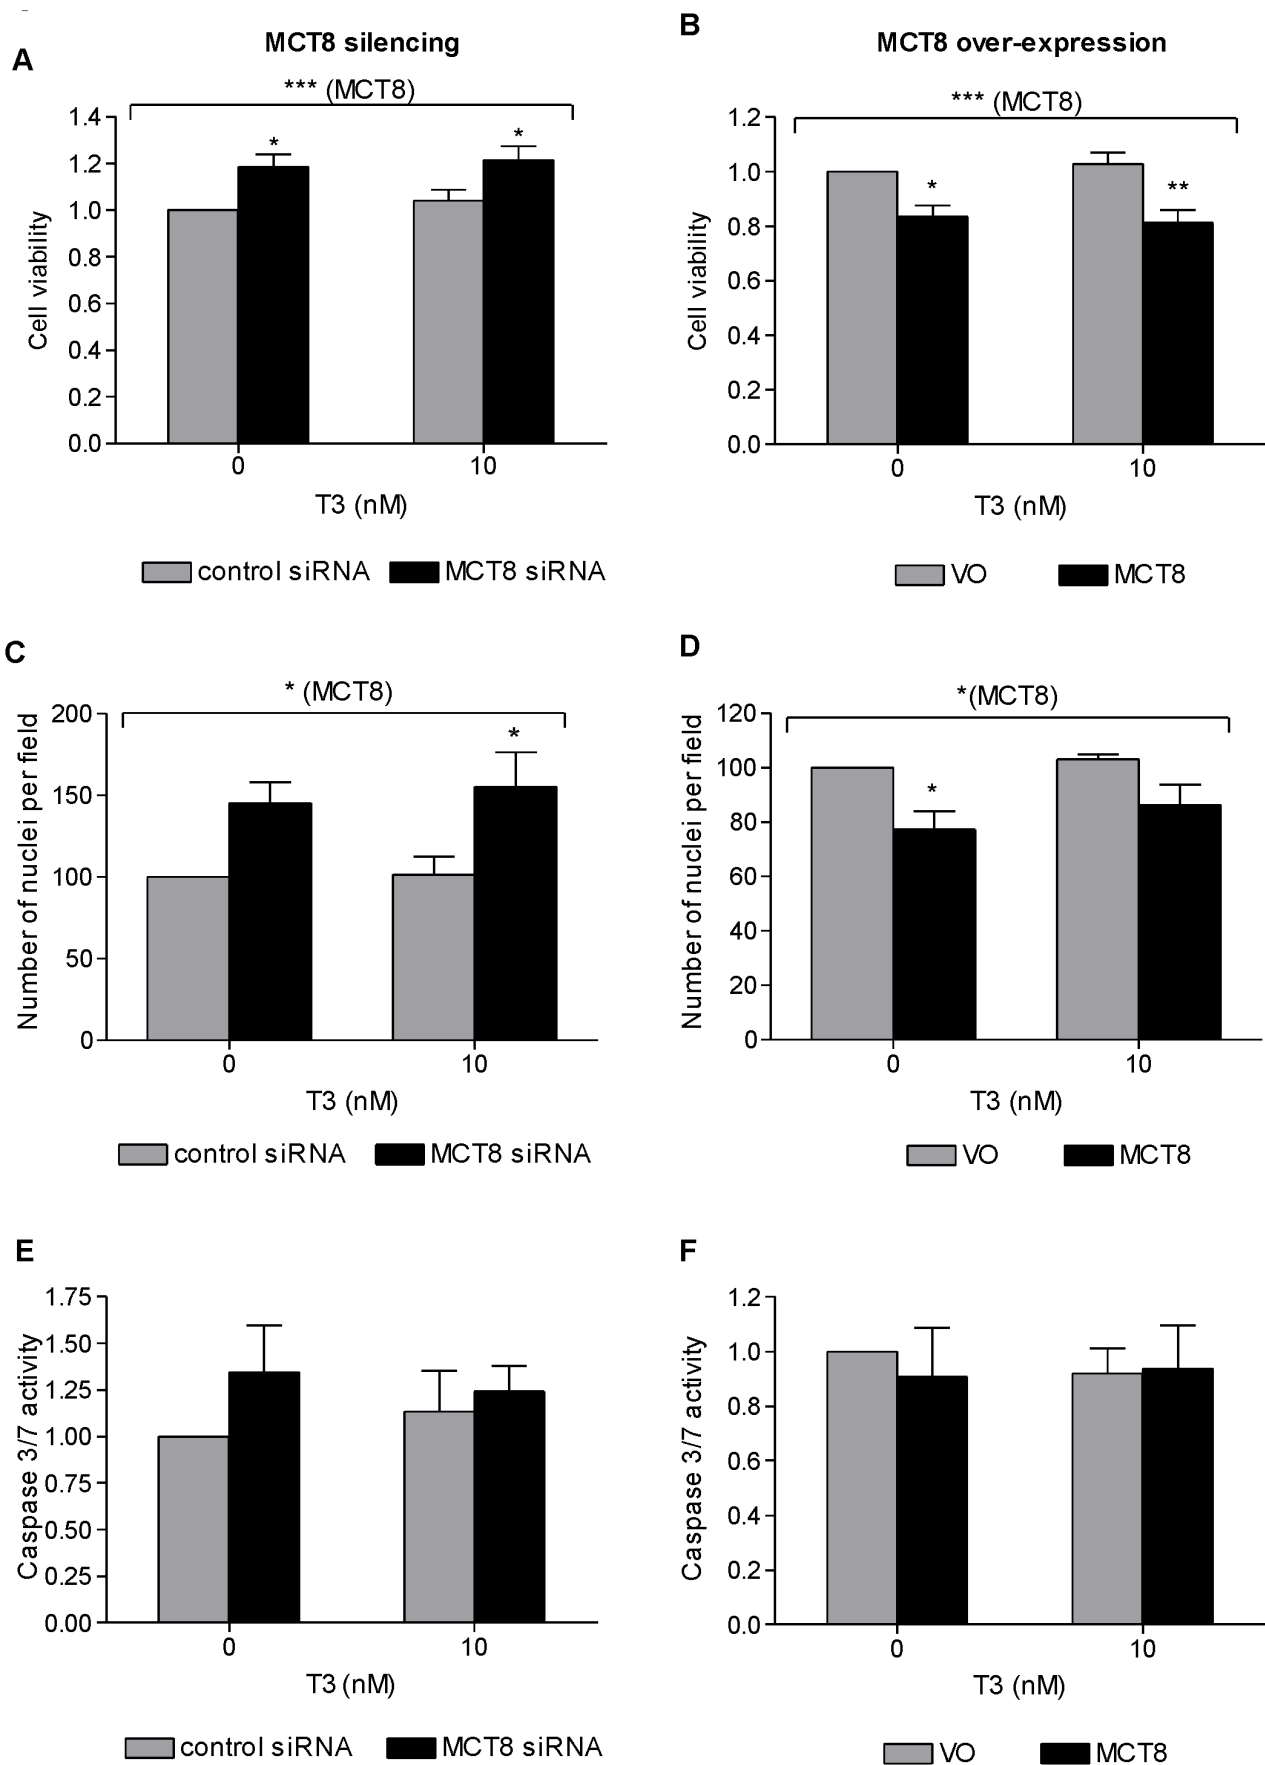 A
MCT8 silencing
*** (MCT8)
Cell viability
1.4
1.2
1.0
0.8
0.6
0.4
0.2
0.0
*
*
0
10
T3 (nM)
control siRNA
MCT8 siRNA
B
MCT8 over-expression
*** (MCT8)
Cell viability
1.2
1.0
0.8
0.6
0.4
0.2
0.0
*
**
0
10
T3 (nM)
VO
MCT8
C
* (MCT8)
Number of nuclei per field
200
150
100
50
0
*
0
10
T3 (nM)
control siRNA
MCT8 siRNA
D
*(MCT8)
Number of nuclei per field
120
100
80
60
40
20
0
*
0
10
T3 (nM)
VO
MCT8
E
Caspase 3/7 activity
1.75
1.50
1.25
1.00
0.75
0.50
0.25
0.00
0
10
T3 (nM)
control siRNA
MCT8 siRNA
F
Caspase 3/7 activity
1.2
1.0
0.8
0.6
0.4
0.2
0.0
0
10
T3 (nM)
VO
MCT8